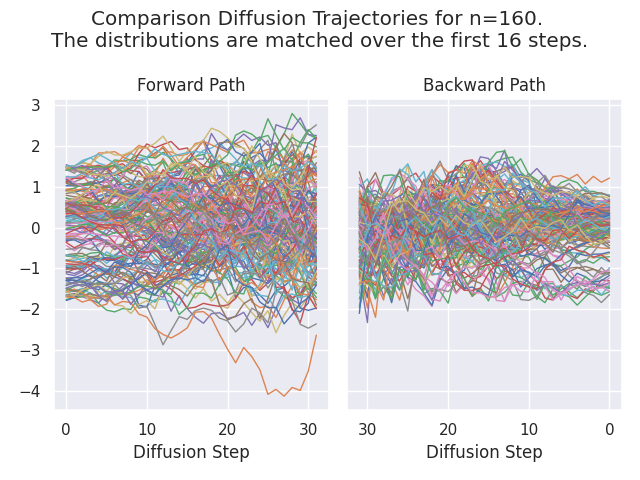 Comparison Diffusion Trajectories for n=160.
The distributions are matched over the first 16 steps.
Forward Path
Backward Path
3
2
1
0
−1
−2
−3
−4
0
10
20
30
30
20
10
0
Diffusion Step
Diffusion Step